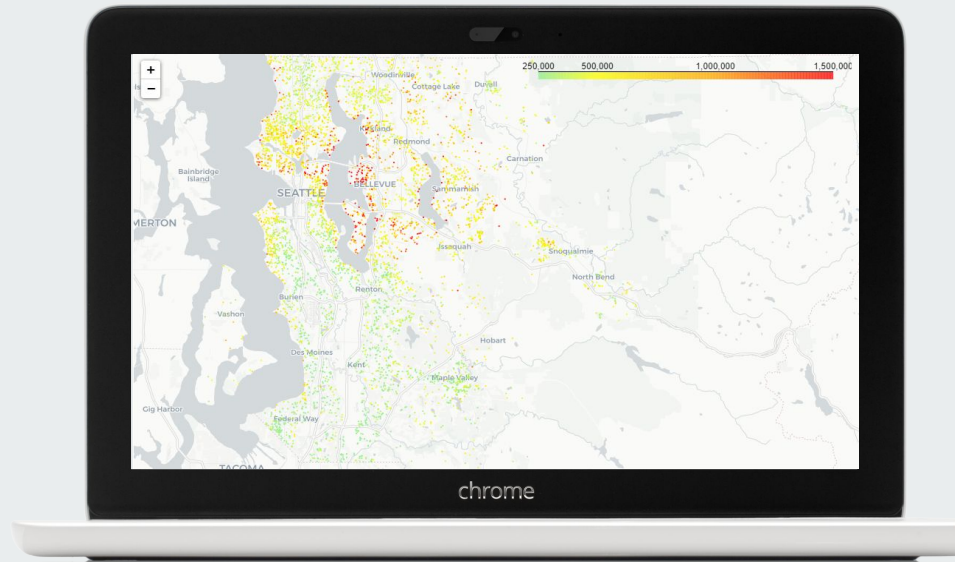 +
−
250,000 500,000 1,000,000 1,500,000
Woodinville
Cottage Lake
Duvall
Kirkland
Redmond
Carnation
Bainbridge
Island
SEATTLE
BELLEVUE
Sammamish
MERTON
Issaquah
Snoqualmie
North Bend
Renton
Burien
Vashon
Hobart
Des Moines
Kent
Maple Valley
Gig Harbor
Federal Way
TACOMA
chrome